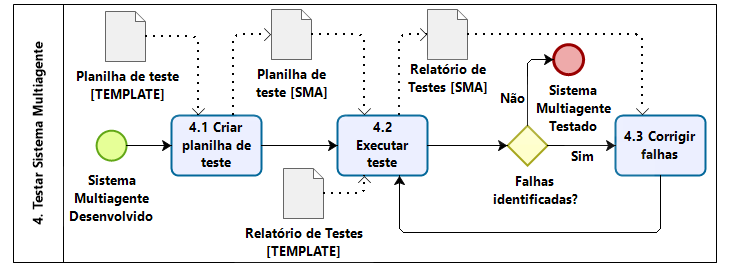 4. Testar Sistema Multiagente
Planilha de teste
[TEMPLATE]
Planilha de
teste [SMA]
Relatório de
Testes [SMA]
Não
Sistema
Multiagente
Testado
4.1 Criar
planilha de
teste
4.2
Executar
teste
Sim
4.3 Corrigir
falhas
Sistema
Multiagente
Desenvolvido
Falhas
identificadas?
Relatório de Testes
[TEMPLATE]